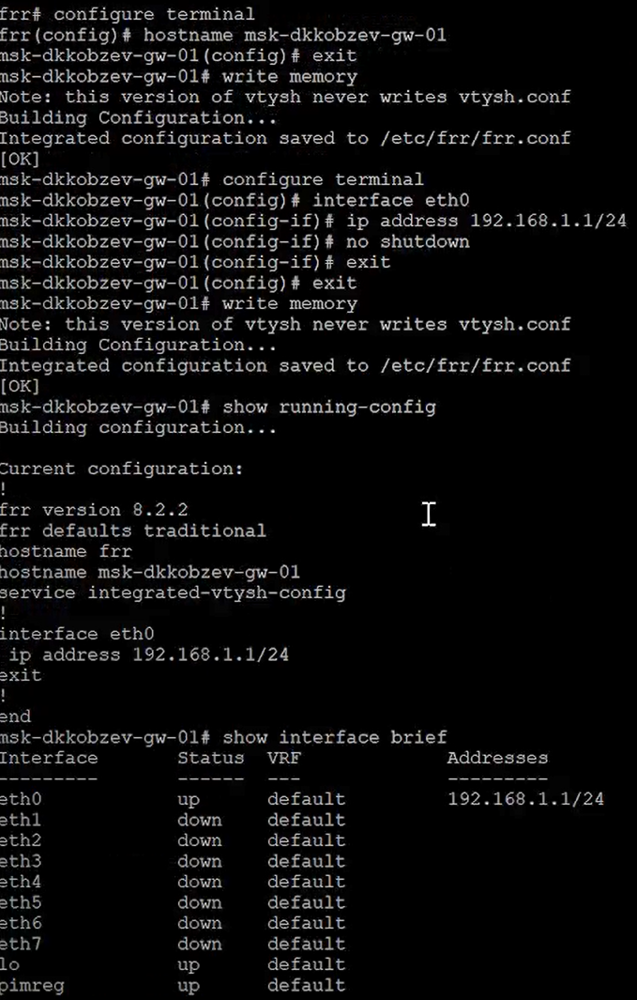 frr# configure terminal
frr(config)# hostname msk-dkkobzev-gw-01
msk-dkkobzev-gw-01(config)# exit
msk-dkkobzev-gw-01# write memory
Note: this version of vtysh never writes vtysh.conf
Building Configuration...
Integrated configuration saved to /etc/frr/frr.conf
[OK]
msk-dkkobzev-gw-01# configure terminal
msk-dkkobzev-gw-01(config)# interface eth0
msk-dkkobzev-gw-01(config-if)# ip address 192.168.1.1/24
msk-dkkobzev-gw-01(config-if)# no shutdown
msk-dkkobzev-gw-01(config-if)# exit
msk-dkkobzev-gw-01(config)# exit
msk-dkkobzev-gw-01# write memory
Note: this version of vtysh never writes vtysh.conf
Building Configuration...
Integrated configuration saved to /etc/frr/frr.conf
[OK]
msk-dkkobzev-gw-01# show running-config
Building configuration...

Current configuration:
!
frr version 8.2.2
frr defaults traditional
hostname frr
hostname msk-dkkobzev-gw-01
service integrated-vtysh-config
!
interface eth0
 ip address 192.168.1.1/24
exit
!
end
msk-dkkobzev-gw-01# show interface brief
Interface       Status  VRF             Addresses
---------       ------  ---             ---------
eth0            up      default         192.168.1.1/24
eth1            down    default
eth2            down    default
eth3            down    default
eth4            down    default
eth5            down    default
eth6            down    default
eth7            down    default
lo              up      default
pimreg          up      default